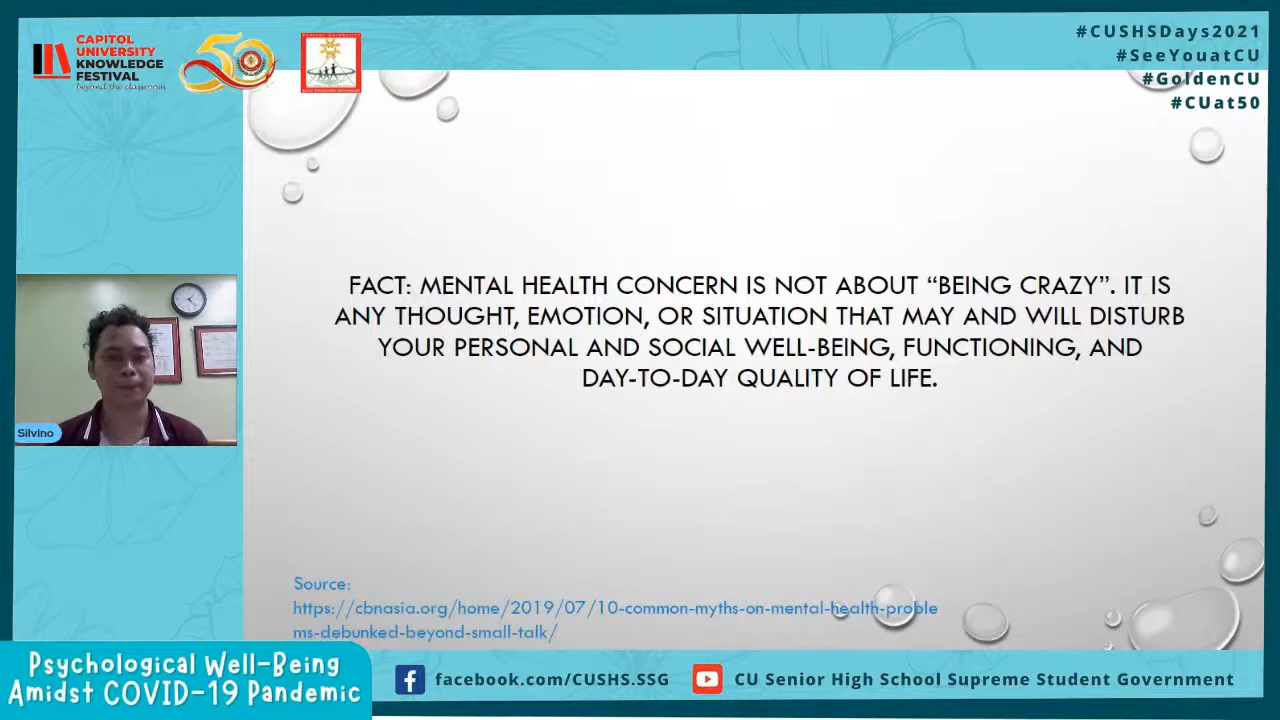 CAPITOL
UNIVERSITY
KNOWLEDGE
FESTIVAL
beyond the classroom
50
#CUSHSDays2021
#SeeYouatCU
#GoldenCU
#CUat50
FACT: MENTAL HEALTH CONCERN IS NOT ABOUT “BEING CRAZY”. IT IS
ANY THOUGHT, EMOTION, OR SITUATION THAT MAY AND WILL DISTURB
YOUR PERSONAL AND SOCIAL WELL-BEING, FUNCTIONING, AND
DAY-TO-DAY QUALITY OF LIFE.
Silvino
Source:
https://cbnasia.org/home/2019/07/10-common-myths-on-mental-health-proble
ms-debunked-beyond-small-talk/
Psychological Well-Being
Amidst COVID-19 Pandemic
facebook.com/CUSHS.SSG
CU Senior High School Supreme Student Government